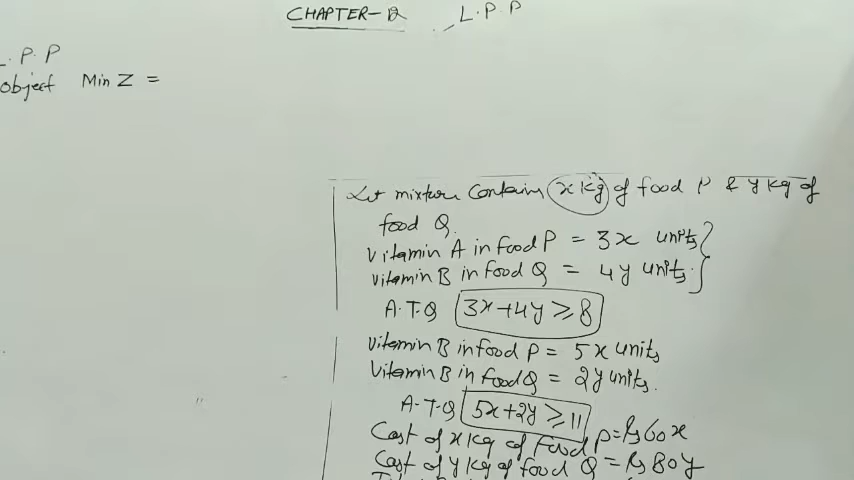 CHAPTER-12 L.P.P
L.P.P
object Min Z =
Let mixture contains x kg of food P & y kg of
food Q.
Vitamin A in food P = 3x units
Vitamin B in food Q = 4y units.
A.T.Q 3x+4y ≥ 8
Vitamin B in food P = 5x units
Vitamin B in food Q = 2y units.
A.T.Q 5x+2y ≥ 11
Cost of x kg of food P = Rs 60x
Cost of y kg of food Q = Rs 80y